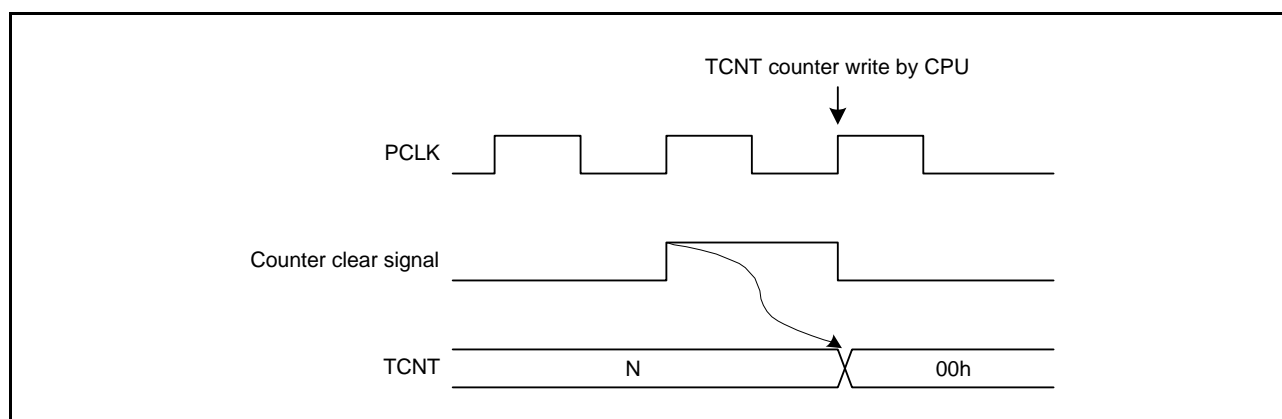 TCNT counter write by CPU
PCLK
Counter clear signal
TCNT
N
00h